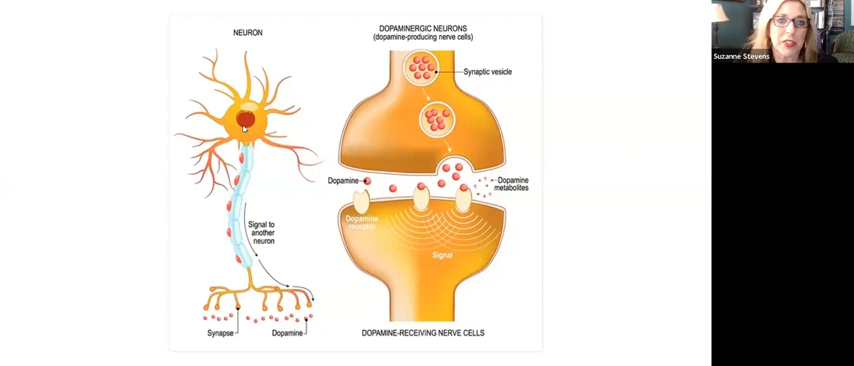 NEURON
Signal to
another
neuron
Synapse
Dopamine
DOPAMINERGIC NEURONS
(dopamine-producing nerve cells)
Synaptic vesicle
Dopamine
Dopamine
metabolites
Dopamine
receptor
Signal
DOPAMINE-RECEIVING NERVE CELLS
Suzanne Stevens